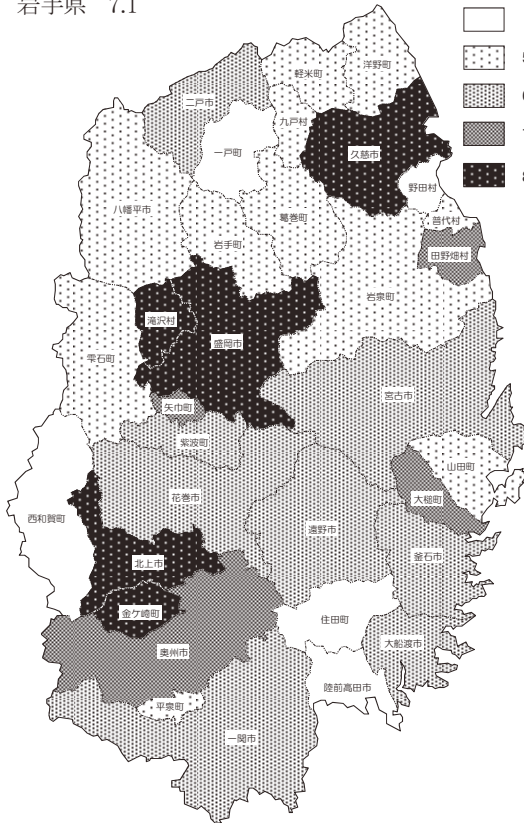 岩手県 7.1
5
6
7
8
洋野町
軽米町
二戸市
九戸村
一戸町
久慈市
野田村
八幡平市
葛巻町
普代村
岩手町
田野畑村
岩泉町
滝沢村
盛岡市
雫石町
宮古市
矢巾町
紫波町
山田町
花巻市
大槌町
西和賀町
遠野市
釜石市
北上市
金ケ崎町
住田町
大船渡市
奥州市
陸前高田市
平泉町
一関市